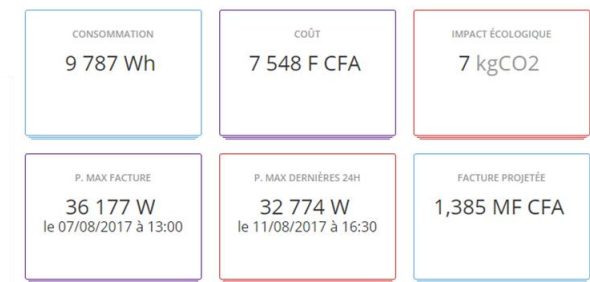 CONSOMMATION
9 787 Wh
COÛT
7 548 F CFA
IMPACT ÉCOLOGIQUE
7 kgCO2
P. MAX FACTURE
36 177 W
le 07/08/2017 à 13:00
P. MAX DERNIÈRES 24H
32 774 W
le 11/08/2017 à 16:30
FACTURE PROJETÉE
1,385 MF CFA